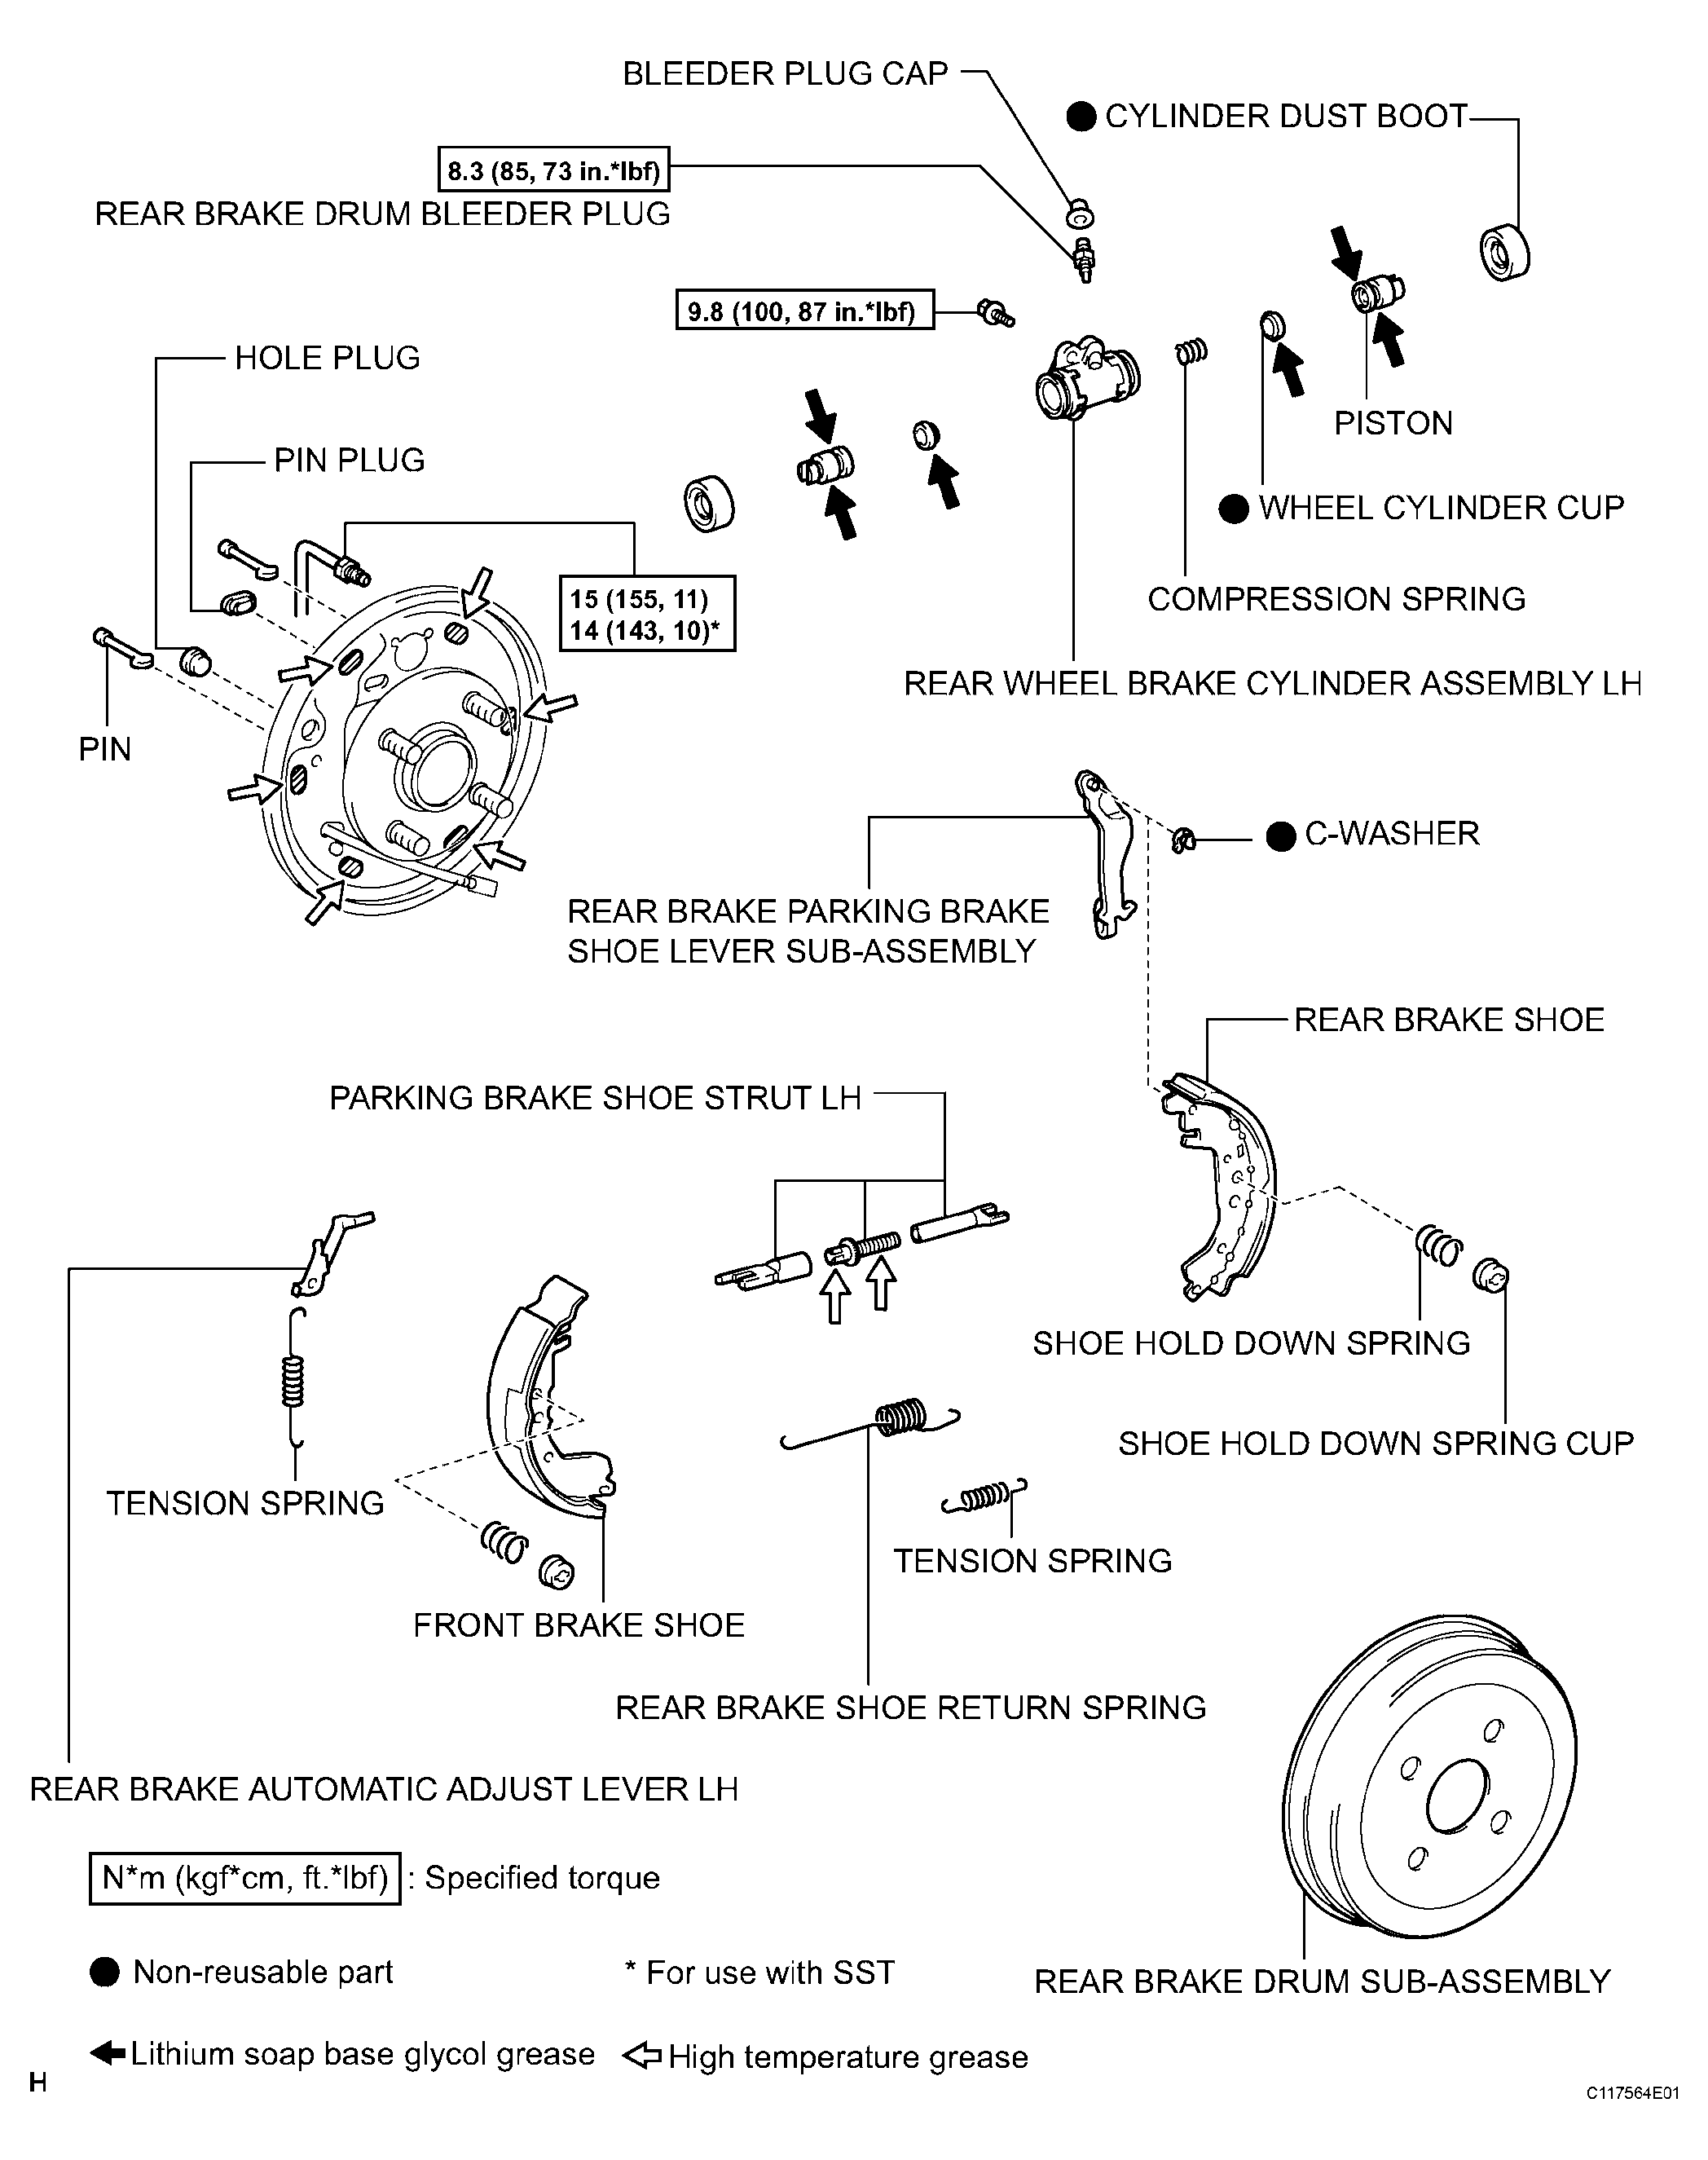 BLEEDER PLUG CAP
● CYLINDER DUST BOOT
8.3 (85, 73 in.*lbf)
REAR BRAKE DRUM BLEEDER PLUG
9.8 (100, 87 in.*lbf)
HOLE PLUG
PISTON
PIN PLUG
● WHEEL CYLINDER CUP
15 (155, 11)
14 (143, 10)*
COMPRESSION SPRING
REAR WHEEL BRAKE CYLINDER ASSEMBLY LH
PIN
● C-WASHER
REAR BRAKE PARKING BRAKE
SHOE LEVER SUB-ASSEMBLY
REAR BRAKE SHOE
PARKING BRAKE SHOE STRUT LH
SHOE HOLD DOWN SPRING
SHOE HOLD DOWN SPRING CUP
TENSION SPRING
TENSION SPRING
FRONT BRAKE SHOE
REAR BRAKE SHOE RETURN SPRING
REAR BRAKE AUTOMATIC ADJUST LEVER LH
N*m (kgf*cm, ft.*lbf) : Specified torque
● Non-reusable part
* For use with SST
REAR BRAKE DRUM SUB-ASSEMBLY
Lithium soap base glycol grease
High temperature grease
H
C117564E01